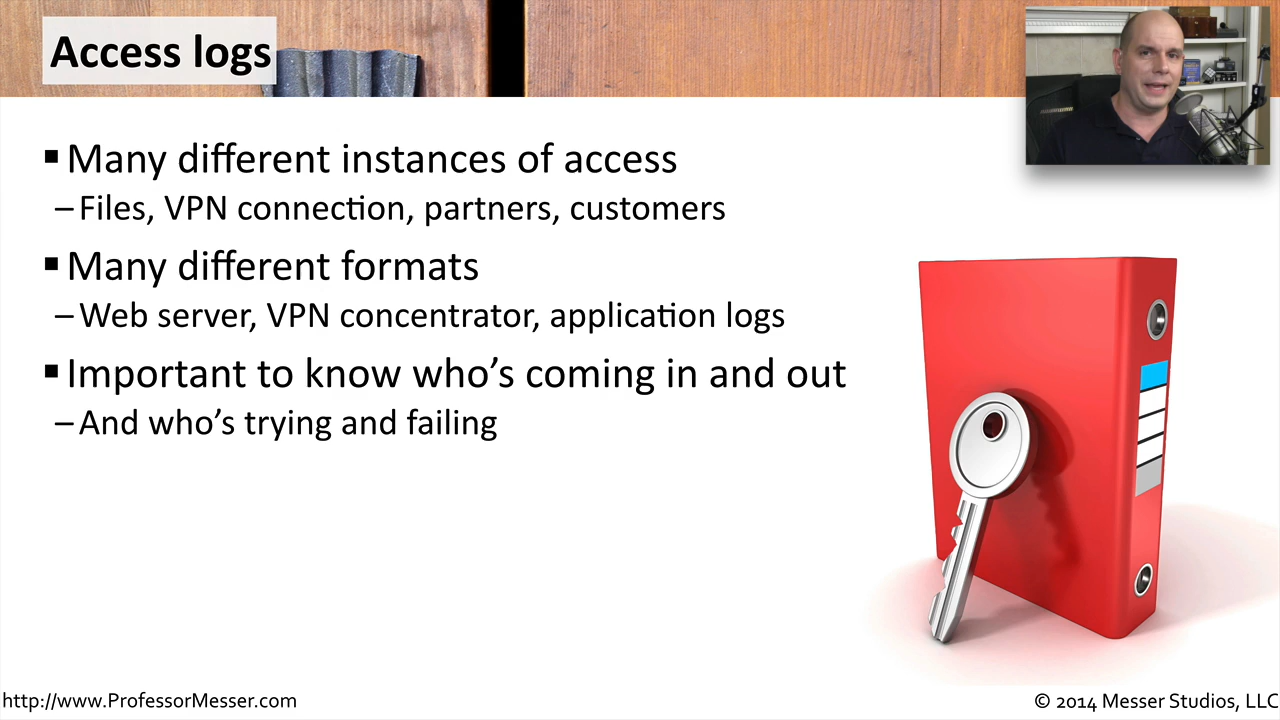 Access logs
▪ Many different instances of access
– Files, VPN connection, partners, customers
▪ Many different formats
– Web server, VPN concentrator, application logs
▪ Important to know who’s coming in and out
– And who’s trying and failing
http://www.ProfessorMesser.com
© 2014 Messer Studios, LLC